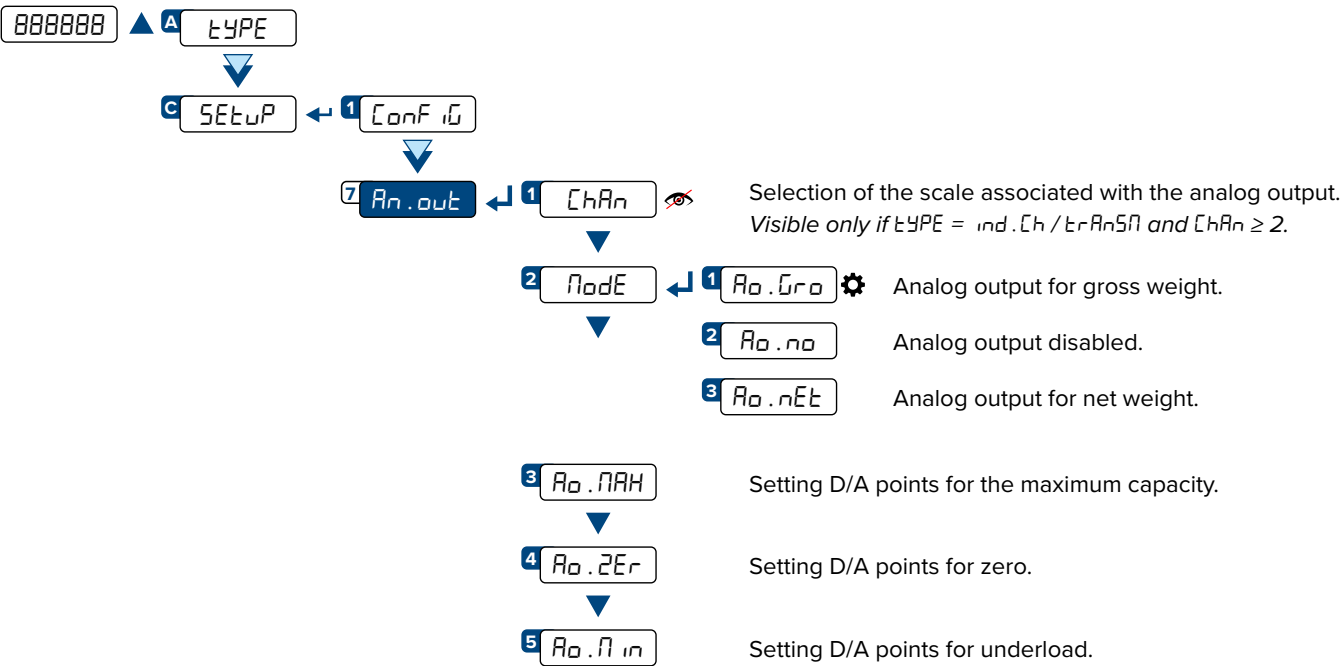 888888 A tYPE
C SEtuP 1 ConFiG
7 An.out 1 ChAn Selection of the scale associated with the analog output.
Visible only if tYPE = ind.Ch / trAnSM and ChAn ≥ 2.
2 ModE 1 Ao.Gro Analog output for gross weight.
2 Ao.no Analog output disabled.
3 Ao.nEt Analog output for net weight.
3 Ao.MAX Setting D/A points for the maximum capacity.
4 Ao.ZEr Setting D/A points for zero.
5 Ao.Min Setting D/A points for underload.